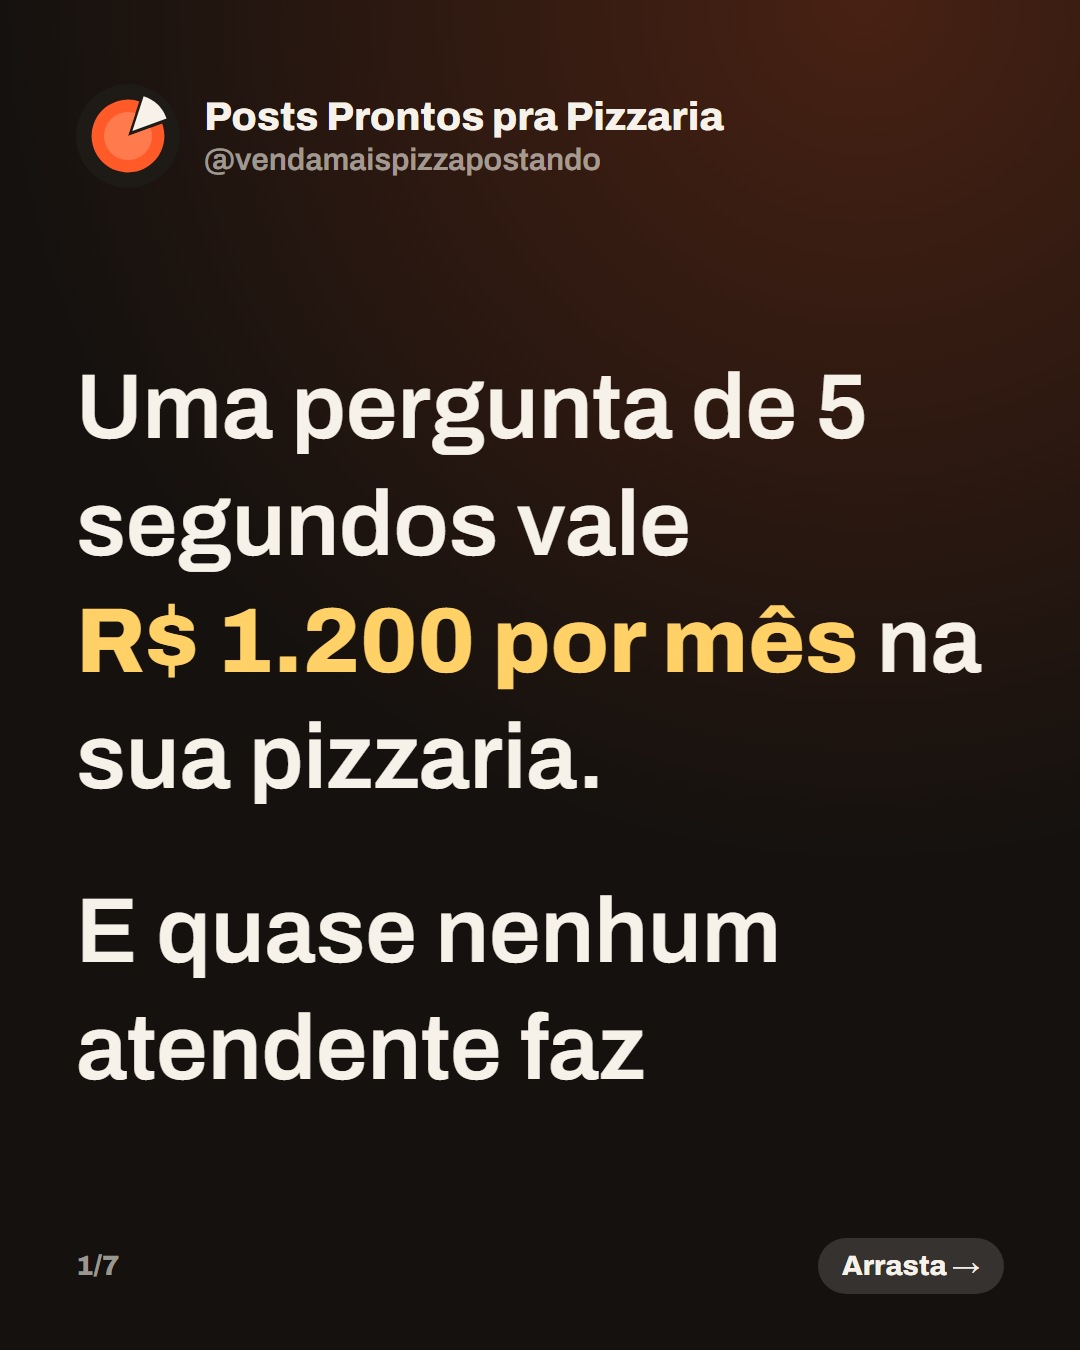 Posts Prontos pra Pizzaria
@vendamaispizzapostando
Uma pergunta de 5
segundos vale
R$ 1.200 por mês na
sua pizzaria.
E quase nenhum
atendente faz
1/7
Arrasta →